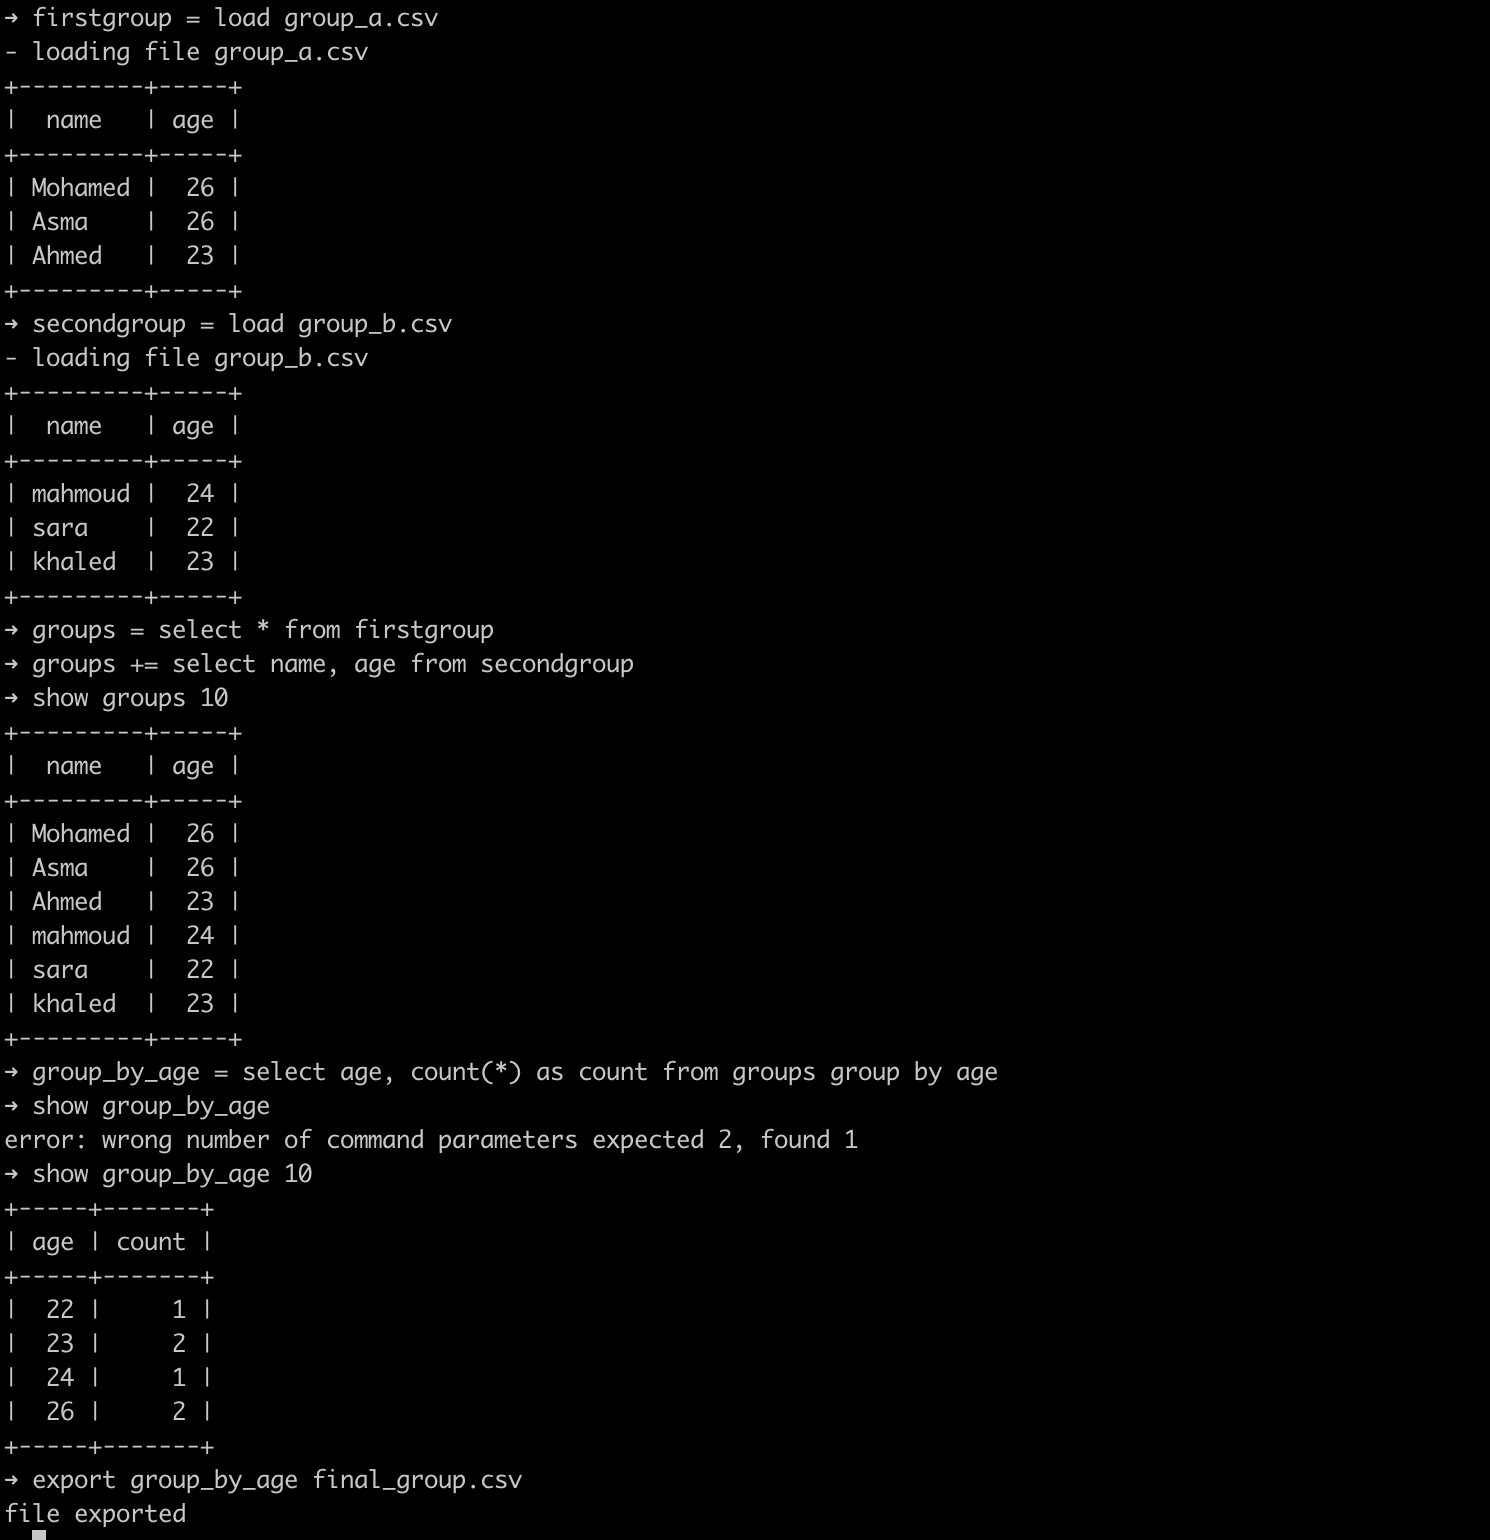 ➜ firstgroup = load group_a.csv
- loading file group_a.csv
+---------+-----+
|  name   | age |
+---------+-----+
| Mohamed |  26 |
| Asma    |  26 |
| Ahmed   |  23 |
+---------+-----+
➜ secondgroup = load group_b.csv
- loading file group_b.csv
+---------+-----+
|  name   | age |
+---------+-----+
| mahmoud |  24 |
| sara    |  22 |
| khaled  |  23 |
+---------+-----+
➜ groups = select * from firstgroup
➜ groups += select name, age from secondgroup
➜ show groups 10
+---------+-----+
|  name   | age |
+---------+-----+
| Mohamed |  26 |
| Asma    |  26 |
| Ahmed   |  23 |
| mahmoud |  24 |
| sara    |  22 |
| khaled  |  23 |
+---------+-----+
➜ group_by_age = select age, count(*) as count from groups group by age
➜ show group_by_age
error: wrong number of command parameters expected 2, found 1
➜ show group_by_age 10
+-----+-------+
| age | count |
+-----+-------+
|  22 |     1 |
|  23 |     2 |
|  24 |     1 |
|  26 |     2 |
+-----+-------+
➜ export group_by_age final_group.csv
file exported